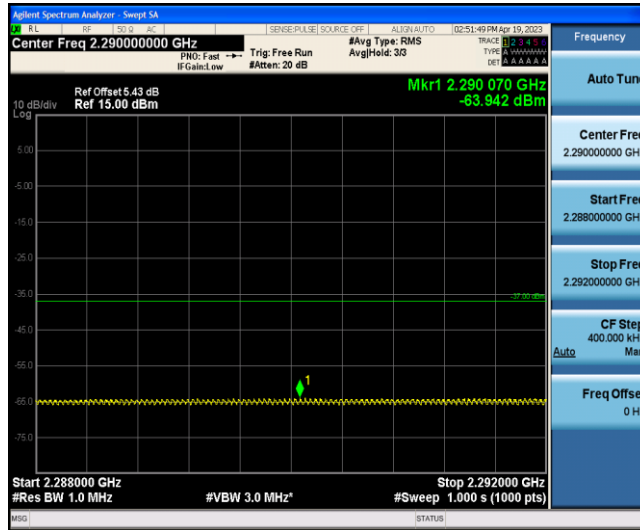 Agilent Spectrum Analyzer - Swept SA
RL RF 50 Ω AC SENSE:PULSE SOURCE OFF ALIGN AUTO 02:51:49 PM Apr 19, 2023
Center Freq 2.290000000 GHz
PNO: Fast
IFGain:Low
Trig: Free Run
#Atten: 20 dB
#Avg Type: RMS
Avg|Hold: 3/3
TRACE 1 2 3 4 5 6
TYPE A
DET A A A A A A
Frequency
Auto Tun
Center Fre
2.290000000 GH
Start Fre
2.288000000 GH
Stop Fre
2.292000000 GH
CF Step
400.000 kH
Auto Ma
Freq Offse
0 H
Mkr1 2.290 070 GHz
-63.942 dBm
Ref Offset 5.43 dB
10 dB/div Ref 15.00 dBm
Log
5.00
-5.00
-15.0
-25.0
-35.0
-37.00 dBm
-45.0
-55.0
1
-65.0
-75.0
Start 2.288000 GHz Stop 2.292000 GHz
#Res BW 1.0 MHz #VBW 3.0 MHz* #Sweep 1.000 s (1000 pts)
MSG STATUS